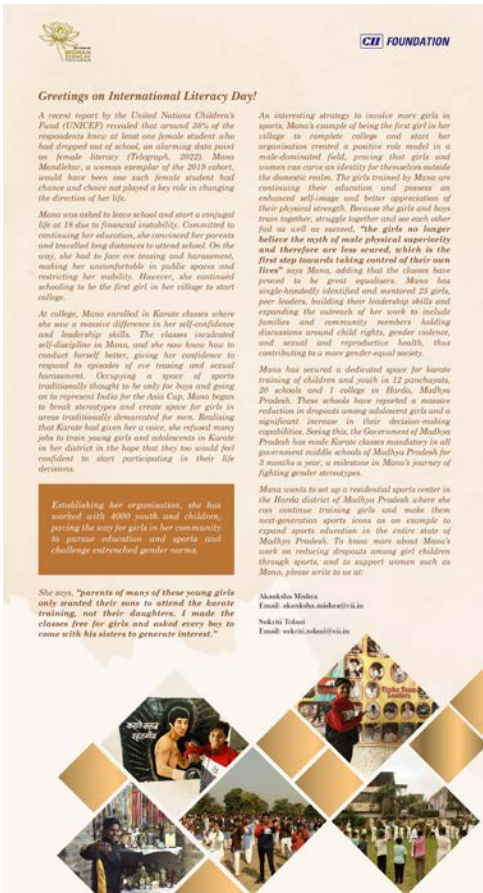 WOMAN
EXEMPLAR
PROGRAM
CII FOUNDATION
Greetings on International Literacy Day!
A recent report by the United Nations Children's
Fund (UNICEF) revealed that around 38% of the
respondents knew at least one female student who
had dropped out of school, an alarming data point
on female literacy (Telegraph, 2022). Mana
Mandlekar, a woman exemplar of the 2019 cohort,
would have been one such female student had
chance and choice not played a key role in changing
the direction of her life.
Mana was asked to leave school and start a conjugal
life at 18 due to financial instability. Committed to
continuing her education, she convinced her parents
and travelled long distances to attend school. On the
way, she had to face eve teasing and harassment,
making her uncomfortable in public spaces and
restricting her mobility. However, she continued
schooling to be the first girl in her village to start
college.
At college, Mana enrolled in Karate classes where
she saw a massive difference in her self-confidence
and leadership skills. The classes inculcated
self-discipline in Mana, and she now knew how to
conduct herself better, giving her confidence to
respond to episodes of eve teasing and sexual
harassment. Occupying a space of sports
traditionally thought to be only for boys and going
on to represent India for the Asia Cup, Mana began
to break stereotypes and create space for girls in
areas traditionally demarcated for men. Realising
that Karate had given her a voice, she refused many
jobs to train young girls and adolescents in Karate
in her district in the hope that they too would feel
confident to start participating in their life
decisions.
Establishing her organisation, she has
worked with 4000 youth and children,
paving the way for girls in her community
to pursue education and sports and
challenge entrenched gender norms.
She says, "parents of many of these young girls
only wanted their sons to attend the karate
training, not their daughters. I made the
classes free for girls and asked every boy to
come with his sisters to generate interest."
An interesting strategy to involve more girls in
sports, Mana's example of being the first girl in her
village to complete college and start her
organisation created a positive role model in a
male-dominated field, proving that girls and
women can carve an identity for themselves outside
the domestic realm. The girls trained by Mana are
continuing their education and possess an
enhanced self-image and better appreciation of
their physical strength. Because the girls and boys
train together, struggle together and see each other
fail as well as succeed, "the girls no longer
believe the myth of male physical superiority
and therefore are less scared, which is the
first step towards taking control of their own
lives" says Mana, adding that the classes have
proved to be great equalisers. Mana has
single-handedly identified and mentored 25 girls,
peer leaders, building their leadership skills and
expanding the outreach of her work to include
families and community members holding
discussions around child rights, gender violence,
and sexual and reproductive health, thus
contributing to a more gender-equal society.
Mana has secured a dedicated space for karate
training of children and youth in 12 panchayats,
20 schools and 1 college in Harda, Madhya
Pradesh. These schools have reported a massive
reduction in dropouts among adolescent girls and a
significant increase in their decision-making
capabilities. Seeing this, the Government of Madhya
Pradesh has made Karate classes mandatory in all
government middle schools of Madhya Pradesh for
3 months a year, a milestone in Mana's journey of
fighting gender stereotypes.
Mana wants to set up a residential sports center in
the Harda district of Madhya Pradesh where she
can continue training girls and make them
next-generation sports icons as an example to
expand sports education in the entire state of
Madhya Pradesh. To know more about Mana's
work on reducing dropouts among girl children
through sports, and to support women such as
Mana, please write to us at:
Akanksha Mishra
Email: akanksha.mishra@cii.in
Sukriti Tolani
Email: sukriti.tolani@cii.in
Leaders